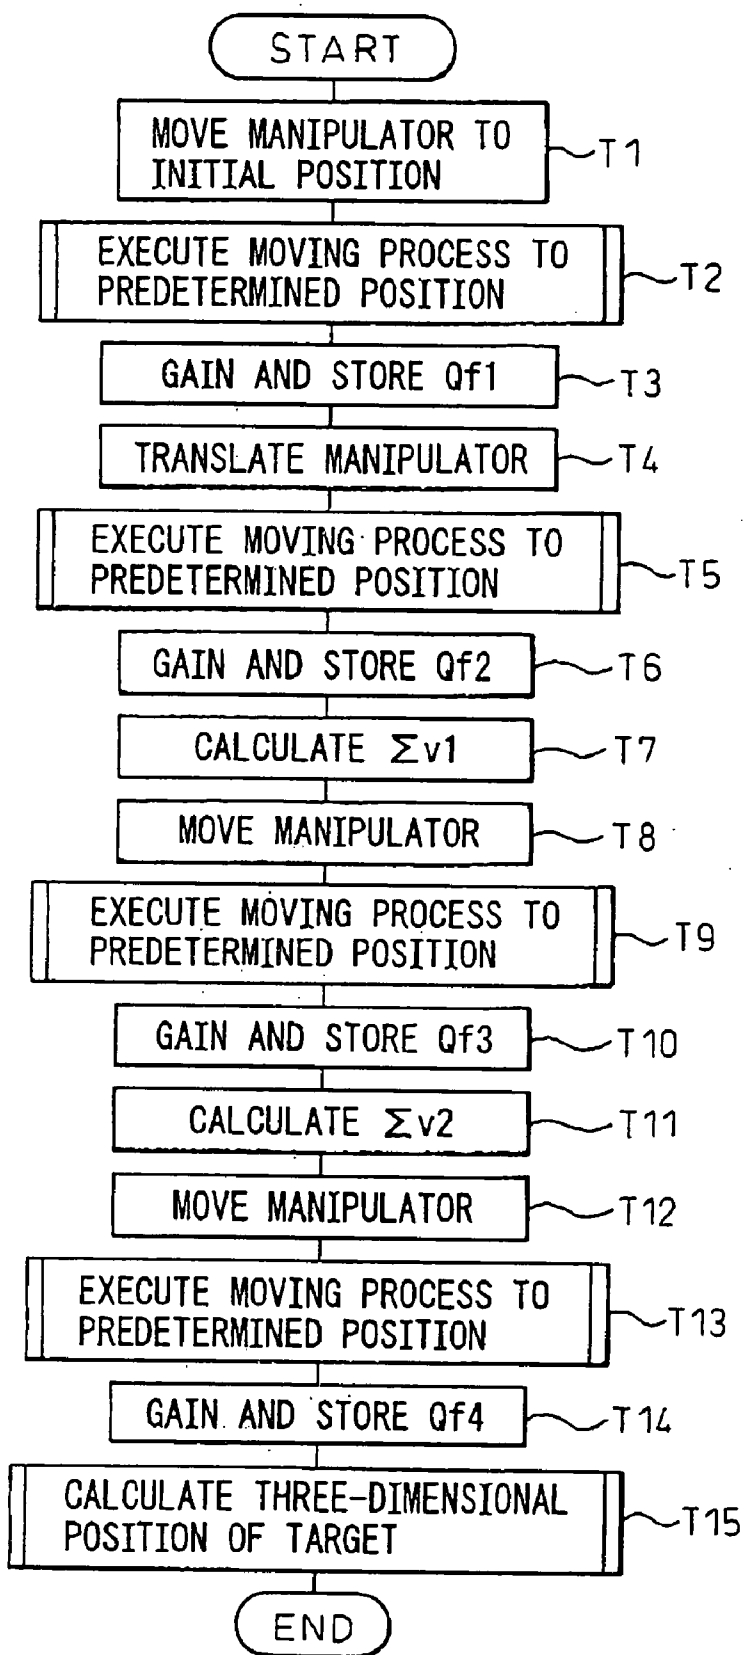 START
MOVE MANIPULATOR TO
INITIAL POSITION
T1
EXECUTE MOVING PROCESS TO
PREDETERMINED POSITION
T2
GAIN AND STORE Qf1
T3
TRANSLATE MANIPULATOR
T4
EXECUTE MOVING PROCESS TO
PREDETERMINED POSITION
T5
GAIN AND STORE Qf2
T6
CALCULATE Σv1
T7
MOVE MANIPULATOR
T8
EXECUTE MOVING PROCESS TO
PREDETERMINED POSITION
T9
GAIN AND STORE Qf3
T10
CALCULATE Σv2
T11
MOVE MANIPULATOR
T12
EXECUTE MOVING PROCESS TO
PREDETERMINED POSITION
T13
GAIN AND STORE Qf4
T14
CALCULATE THREE-DIMENSIONAL
POSITION OF TARGET
T15
END